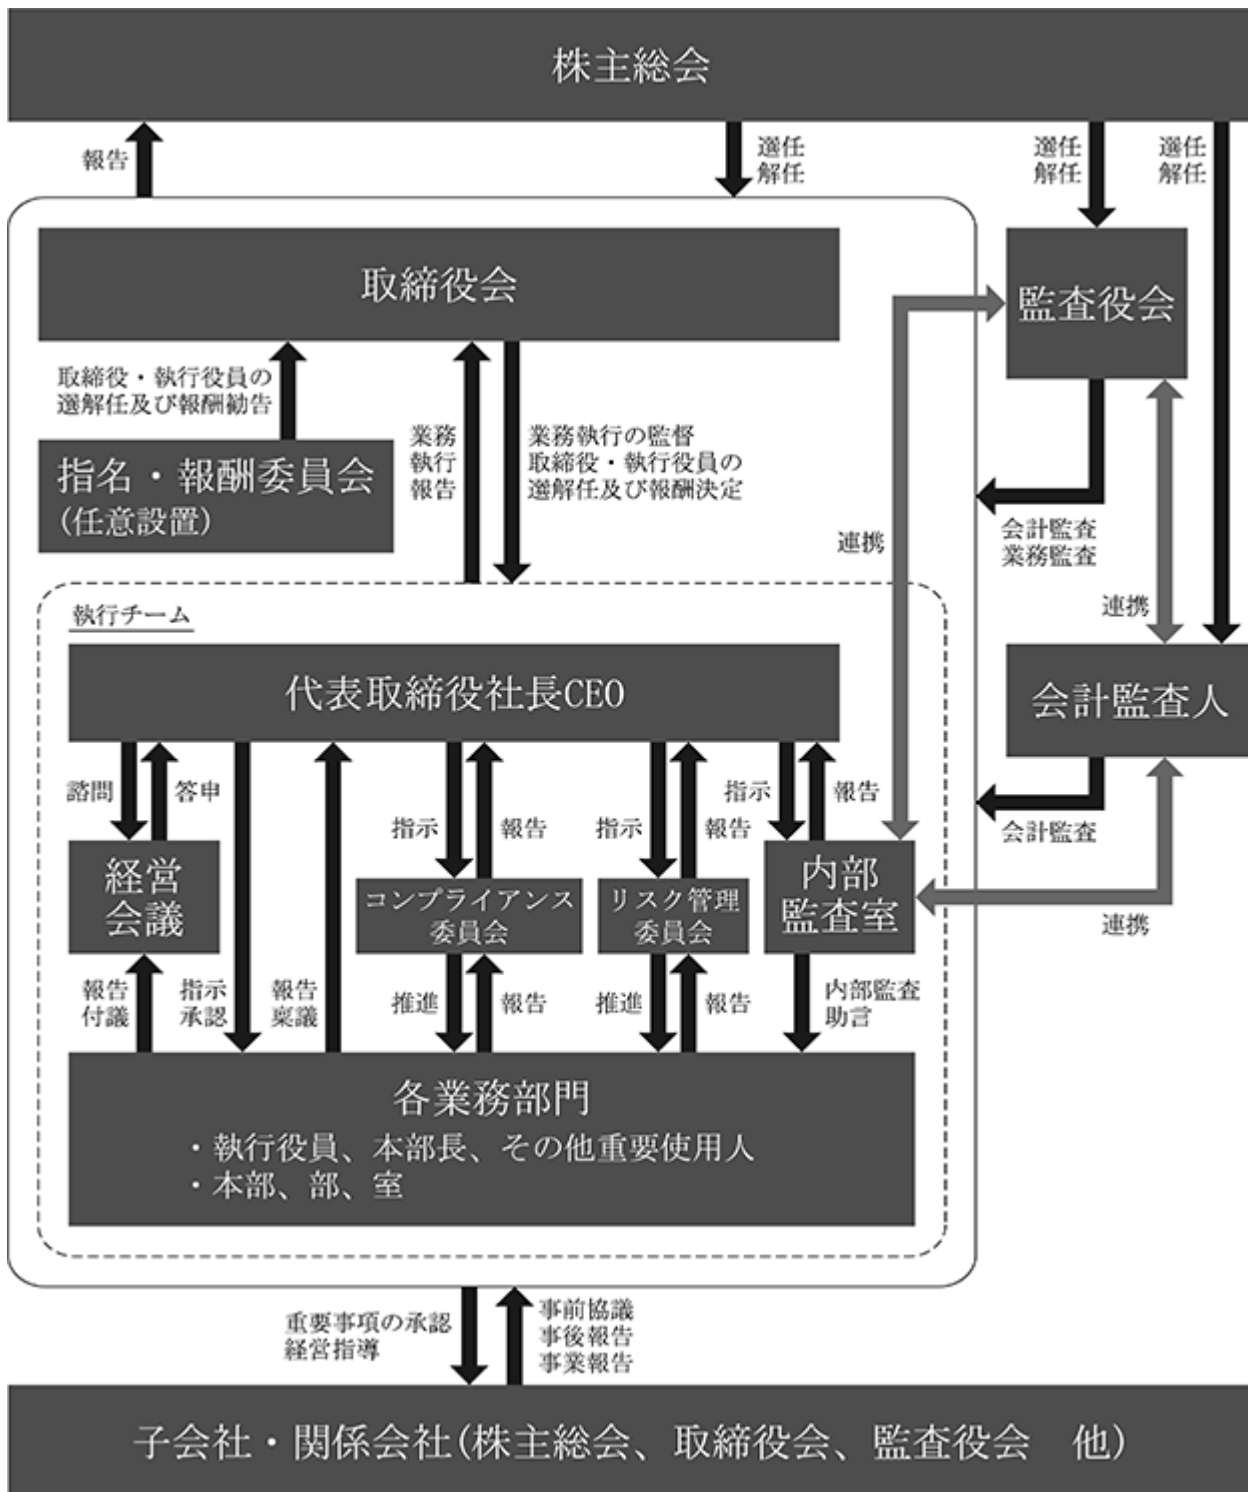 株主総会
報告
選任
解任
選任
解任
選任
解任
取締役会
監査役会
取締役・執行役員の
選解任及び報酬勧告
指名・報酬委員会
(任意設置)
業務
執行
報告
業務執行の監督
取締役・執行役員の
選解任及び報酬決定
連携
会計監査
業務監査
連携
執行チーム
代表取締役社長CEO
会計監査人
諮問
答申
指示
報告
指示
報告
指示
報告
会計監査
経営
会議
コンプライアンス
委員会
リスク管理
委員会
内部
監査室
連携
報告
付議
指示
承認
報告
稟議
推進
報告
推進
報告
内部監査
助言
各業務部門
・執行役員、本部長、その他重要使用人
・本部、部、室
重要事項の承認
経営指導
事前協議
事後報告
事業報告
子会社・関係会社(株主総会、取締役会、監査役会　他)